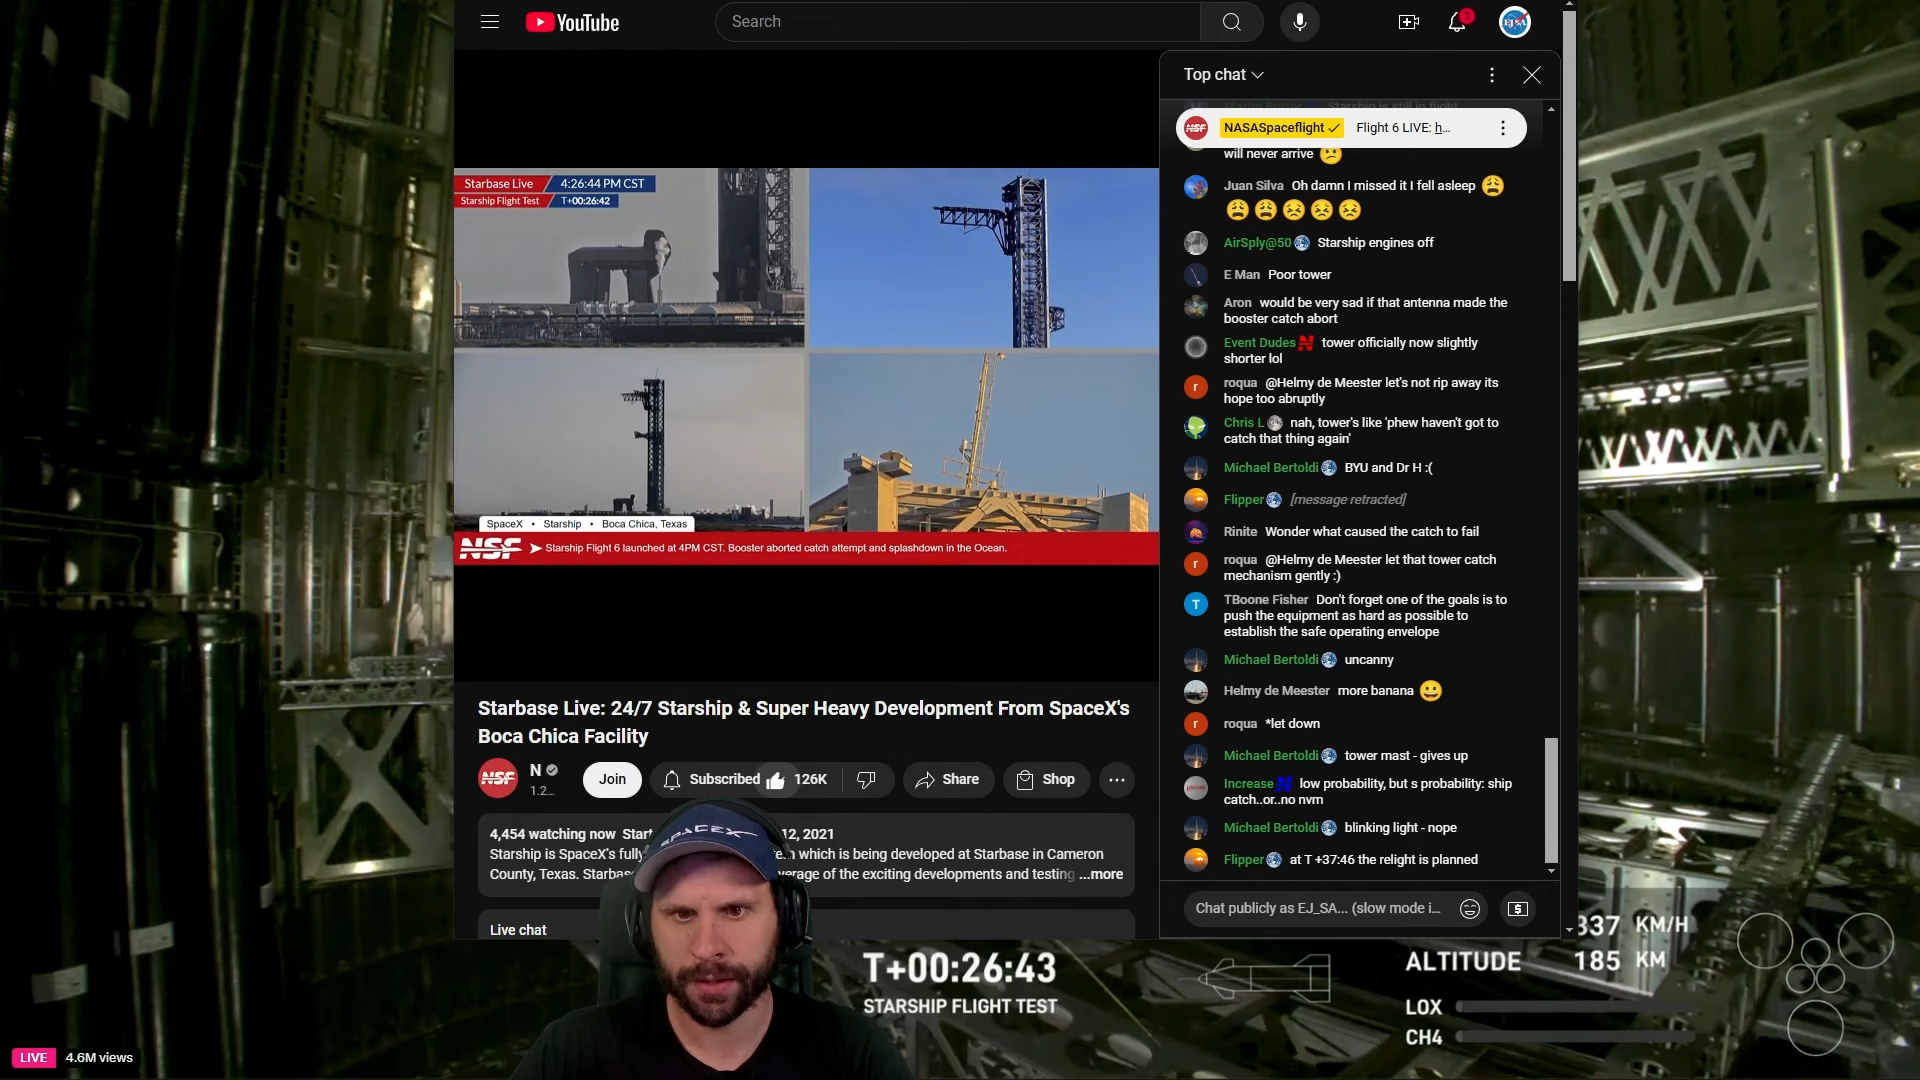 YouTube
Search
EJSA
Starbase Live
4:26:44 PM CST
Starship Flight Test
T+00:26:42
SpaceX • Starship • Boca Chica, Texas
NSF
Starship Flight 6 launched at 4PM CST. Booster aborted catch attempt and splashdown in the Ocean.
Starbase Live: 24/7 Starship & Super Heavy Development From SpaceX's
Boca Chica Facility
NSF
N
1.2...
Join
Subscribed
126K
Share
Shop
4,454 watching now Start
12, 2021
Starship is SpaceX's fully
which is being developed at Starbase in Cameron
County, Texas. Starbas
verage of the exciting developments and testing ...more
Live chat
SPACEX
Top chat
Starship is still in flight
NSF NASASpaceflight Flight 6 LIVE: h...
will never arrive 😕
Juan Silva Oh damn I missed it I fell asleep 😩
😩😩😣😣😣
AirSply@50 Starship engines off
E Man Poor tower
Aron would be very sad if that antenna made the
booster catch abort
Event Dudes tower officially now slightly
shorter lol
r roqua @Helmy de Meester let's not rip away its
hope too abruptly
Chris L nah, tower's like 'phew haven't got to
catch that thing again'
Michael Bertoldi BYU and Dr H :(
Flipper [message retracted]
Rinite Wonder what caused the catch to fail
r roqua @Helmy de Meester let that tower catch
mechanism gently :)
T TBoone Fisher Don't forget one of the goals is to
push the equipment as hard as possible to
establish the safe operating envelope
Michael Bertoldi uncanny
Helmy de Meester more banana 😀
r roqua *let down
Michael Bertoldi tower mast - gives up
Increase low probability, but s probability: ship
catch..or..no nvm
Michael Bertoldi blinking light - nope
Flipper at T +37:46 the relight is planned
Chat publicly as EJ_SA... (slow mode i...
T+00:26:43
STARSHIP FLIGHT TEST
337 KM/H
ALTITUDE 185 KM
LOX
CH4
LIVE 4.6M views